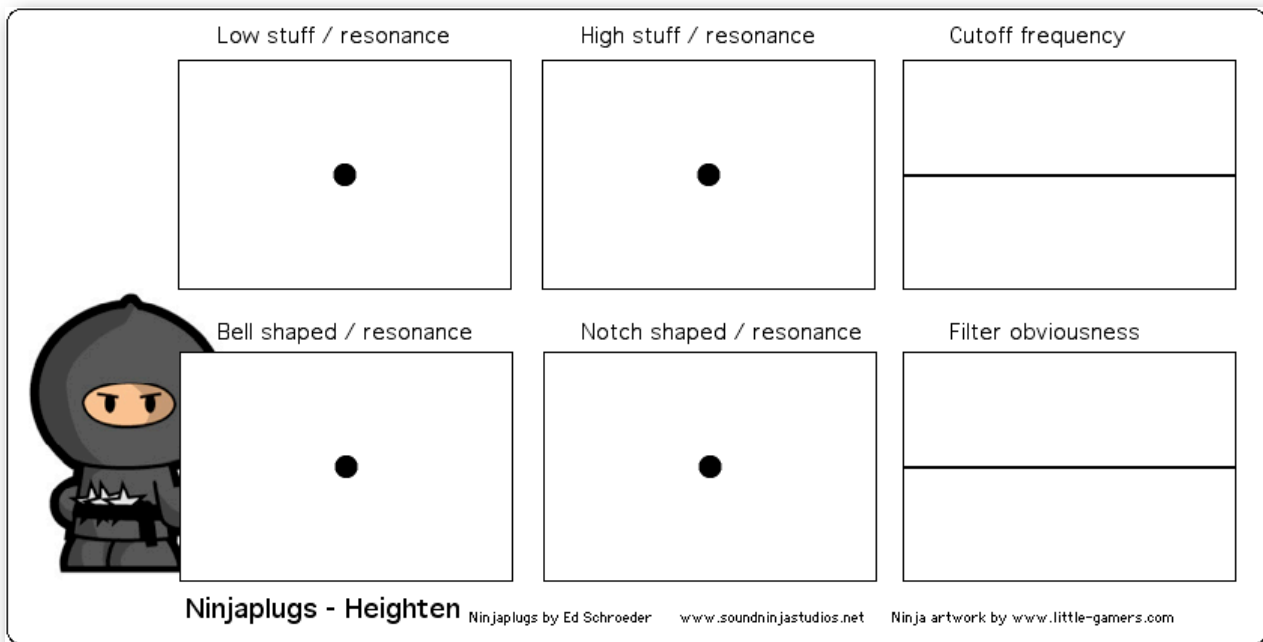 Low stuff / resonance
High stuff / resonance
Cutoff frequency
Bell shaped / resonance
Notch shaped / resonance
Filter obviousness
Ninjaplugs - Heighten Ninjaplugs by Ed Schroeder www.soundninjastudios.net Ninja artwork by www.little-gamers.com